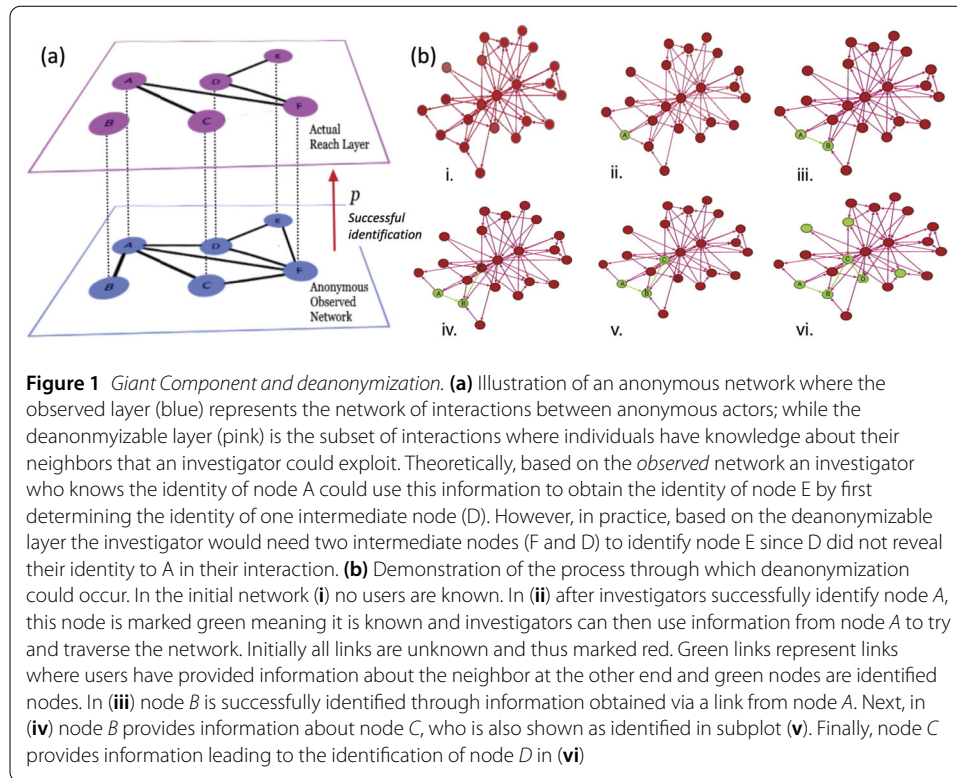 (a)
E
A
D
F
B
C
Actual
Reach Layer
p
Successful
identification
E
A
D
F
B
C
Anonymous
Observed
Network
(b)
i.
A
ii.
A
B
iii.
A
B
iv.
C
A
B
v.
C
A
D
B
vi.
Figure 1 Giant Component and deanonymization. (a) Illustration of an anonymous network where the
observed layer (blue) represents the network of interactions between anonymous actors; while the
deanonmyizable layer (pink) is the subset of interactions where individuals have knowledge about their
neighbors that an investigator could exploit. Theoretically, based on the observed network an investigator
who knows the identity of node A could use this information to obtain the identity of node E by first
determining the identity of one intermediate node (D). However, in practice, based on the deanonymizable
layer the investigator would need two intermediate nodes (F and D) to identify node E since D did not reveal
their identity to A in their interaction. (b) Demonstration of the process through which deanonymization
could occur. In the initial network (i) no users are known. In (ii) after investigators successfully identify node A,
this node is marked green meaning it is known and investigators can then use information from node A to try
and traverse the network. Initially all links are unknown and thus marked red. Green links represent links
where users have provided information about the neighbor at the other end and green nodes are identified
nodes. In (iii) node B is successfully identified through information obtained via a link from node A. Next, in
(iv) node B provides information about node C, who is also shown as identified in subplot (v). Finally, node C
provides information leading to the identification of node D in (vi)